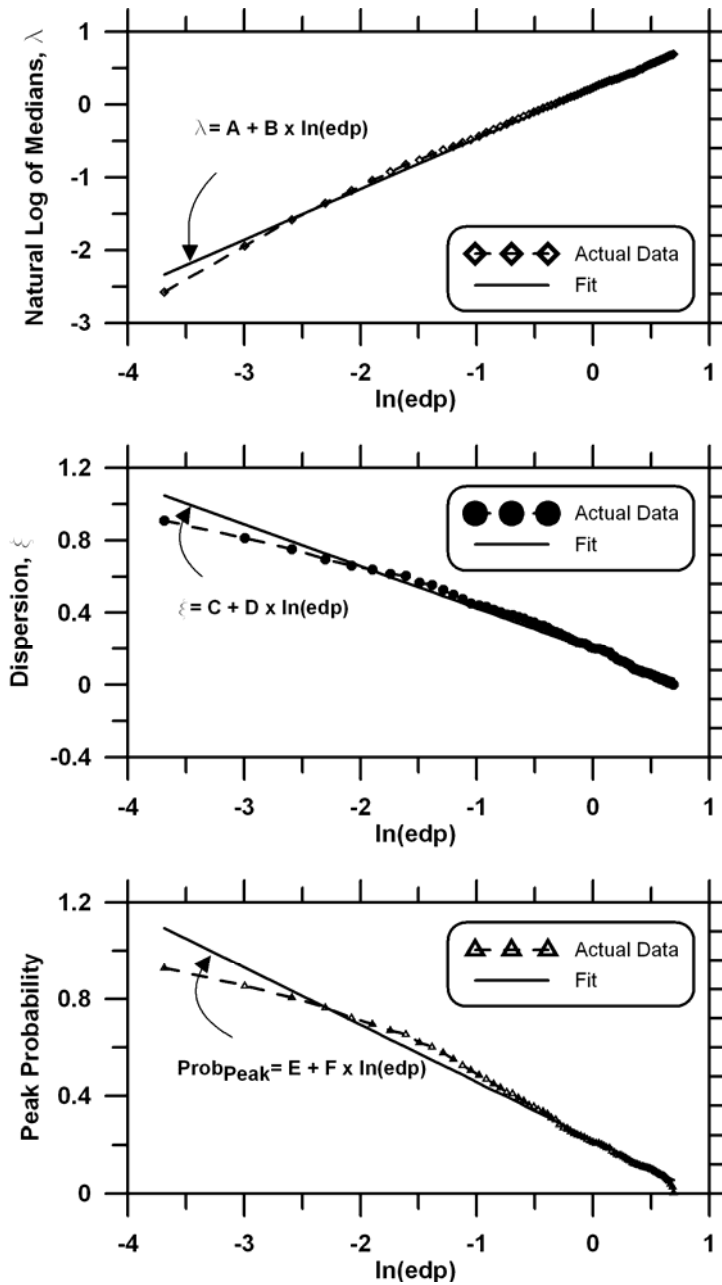 Natural Log of Medians, λ
1
0
-1
-2
-3
λ = A + B x ln(edp)
Actual Data
Fit
-4 -3 -2 -1 0 1
ln(edp)
Dispersion, ξ
1.2
0.8
0.4
0
-0.4
Actual Data
Fit
ξ = C + D x ln(edp)
-4 -3 -2 -1 0 1
ln(edp)
Peak Probability
1.2
0.8
0.4
0
Actual Data
Fit
ProbPeak = E + F x ln(edp)
-4 -3 -2 -1 0 1
ln(edp)